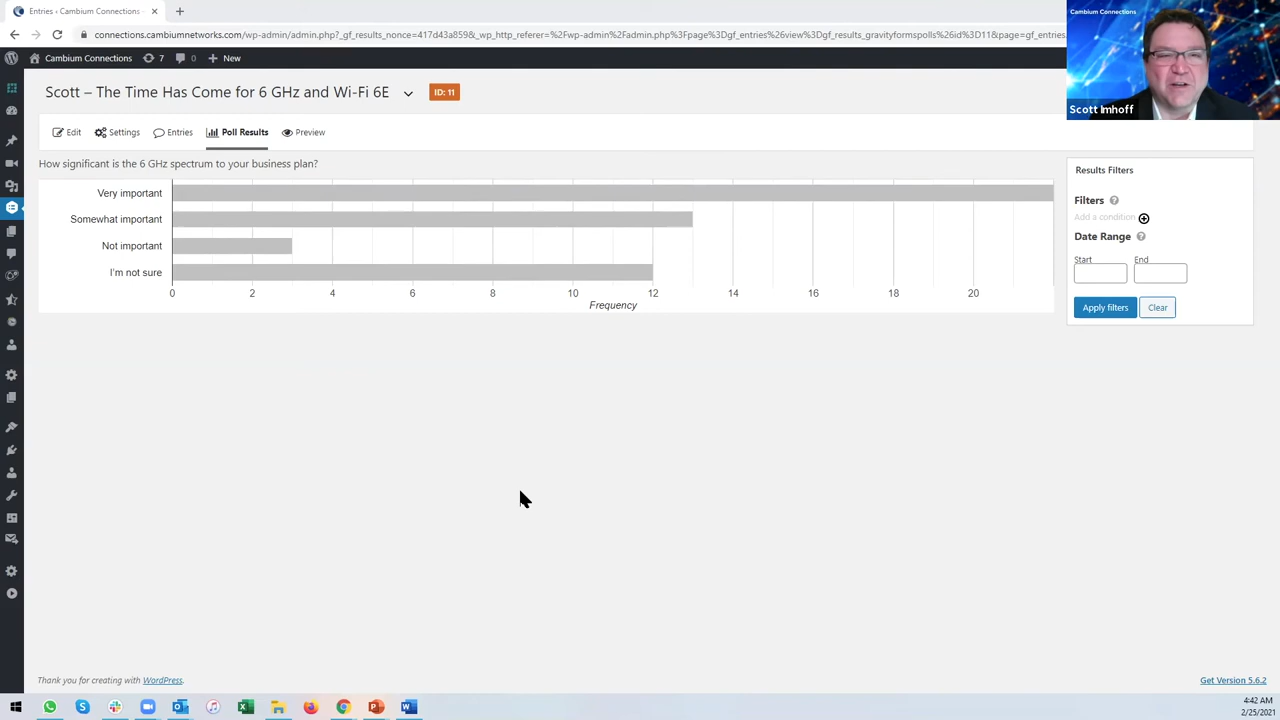 Entries ‹ Cambium Connections
connections.cambiumnetworks.com/wp-admin/admin.php?_gf_results_nonce=417d43a859&_wp_http_referer=%2Fwp-admin%2Fadmin.php%3Fpage%3Dgf_entries%26view%3Dgf_results_gravityformspolls%26id%3D11&page=gf_entries
Cambium Connections
Scott Imhoff
Cambium Connections 7 0 New
Scott – The Time Has Come for 6 GHz and Wi-Fi 6E ID: 11
Edit Settings Entries Poll Results Preview
How significant is the 6 GHz spectrum to your business plan?
Very important
Somewhat important
Not important
I'm not sure
0 2 4 6 8 10 12 14 16 18 20
Frequency
Results Filters
Filters
Add a condition
Date Range
Start End
Apply filters Clear
Thank you for creating with WordPress.
Get Version 5.6.2
4:42 AM
2/25/2021